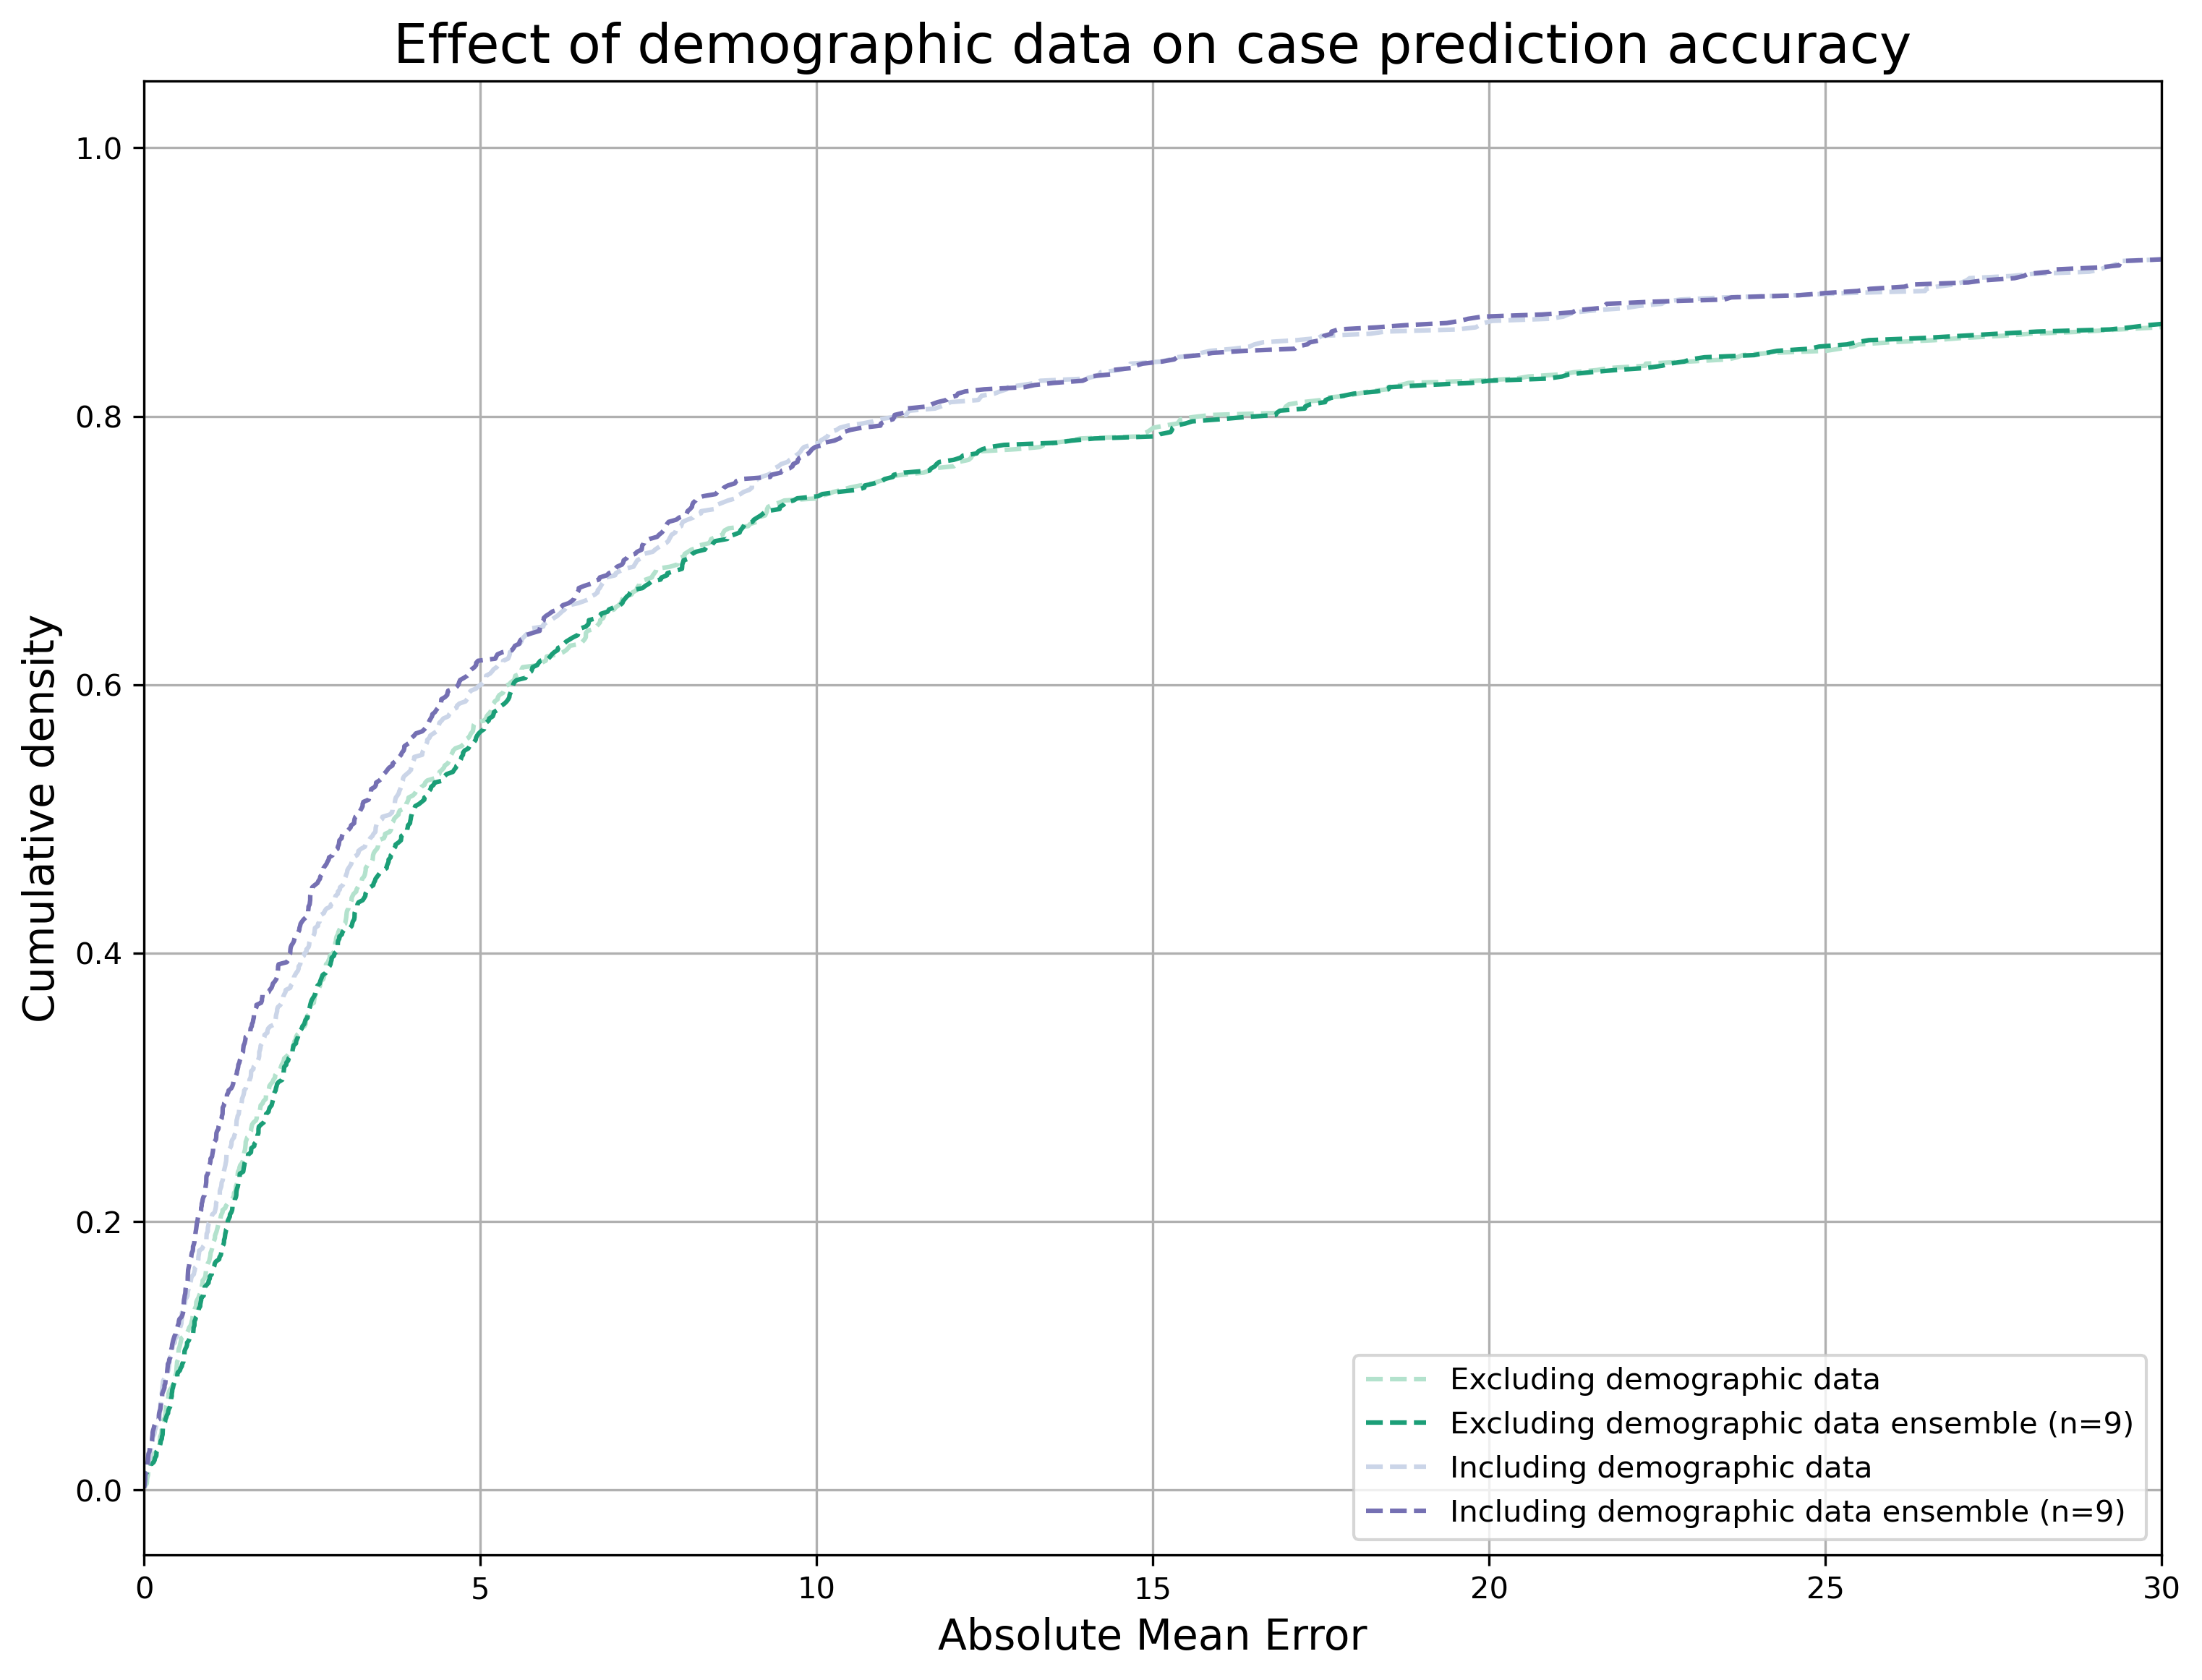 Effect of demographic data on case prediction accuracy
Cumulative density
1.0
0.8
0.6
0.4
0.2
0.0
Excluding demographic data
Excluding demographic data ensemble (n=9)
Including demographic data
Including demographic data ensemble (n=9)
0 5 10 15 20 25 30
Absolute Mean Error